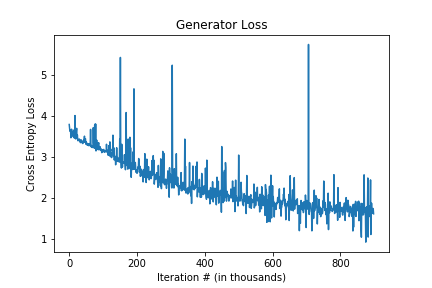 Generator Loss
Cross Entropy Loss
5
4
3
2
1
0 200 400 600 800
Iteration # (in thousands)